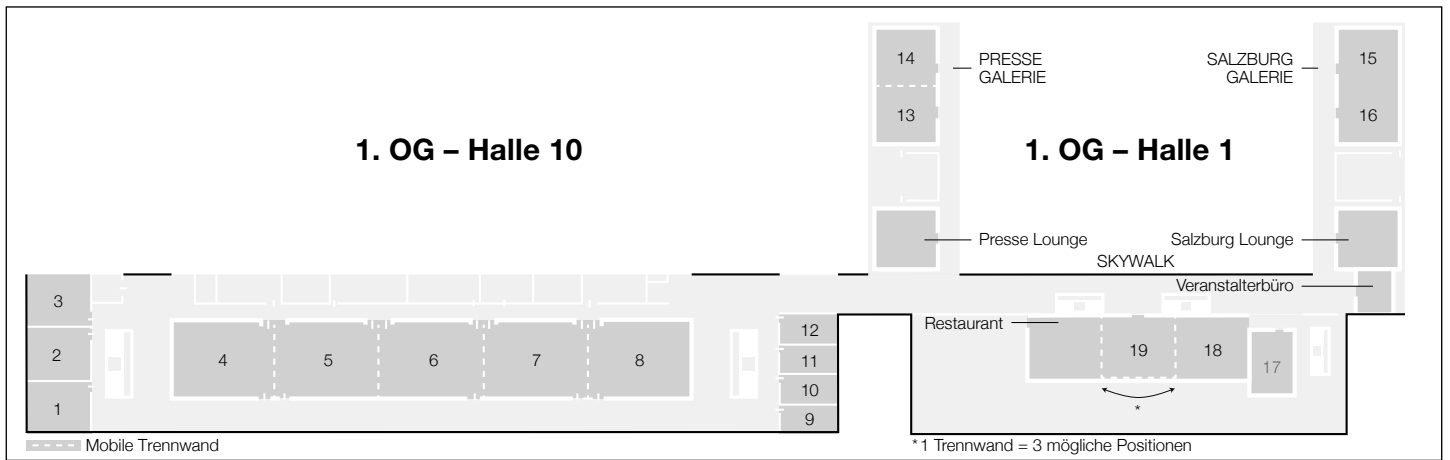 14
PRESSE
GALERIE
SALZBURG
GALERIE
15
13
16
1. OG – Halle 10
1. OG – Halle 1
Presse Lounge
Salzburg Lounge
SKYWALK
Veranstalterbüro
3
12
Restaurant
2
4
5
6
7
8
11
19
18
17
10
1
9
*
Mobile Trennwand
*1 Trennwand = 3 mögliche Positionen